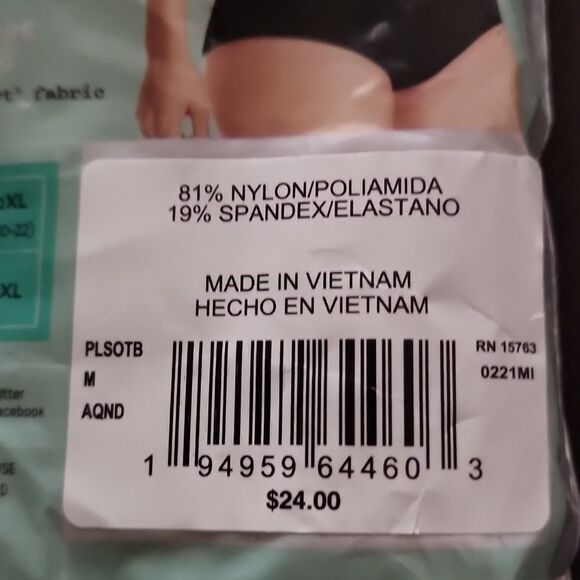 fabric
XL
81% NYLON/POLIAMIDA
19% SPANDEX/ELASTANO
XL
MADE IN VIETNAM
HECHO EN VIETNAM
PLSOTB
RN 15763
M
0221MI
AQND
1 94959 64460 3
$24.00